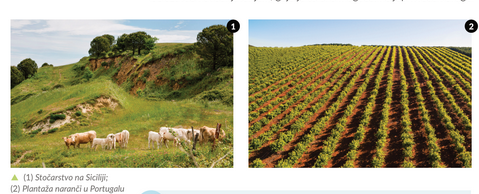 1
2
(1) Stočarstvo na Siciliji;
(2) Plantaža naranči u Portugalu